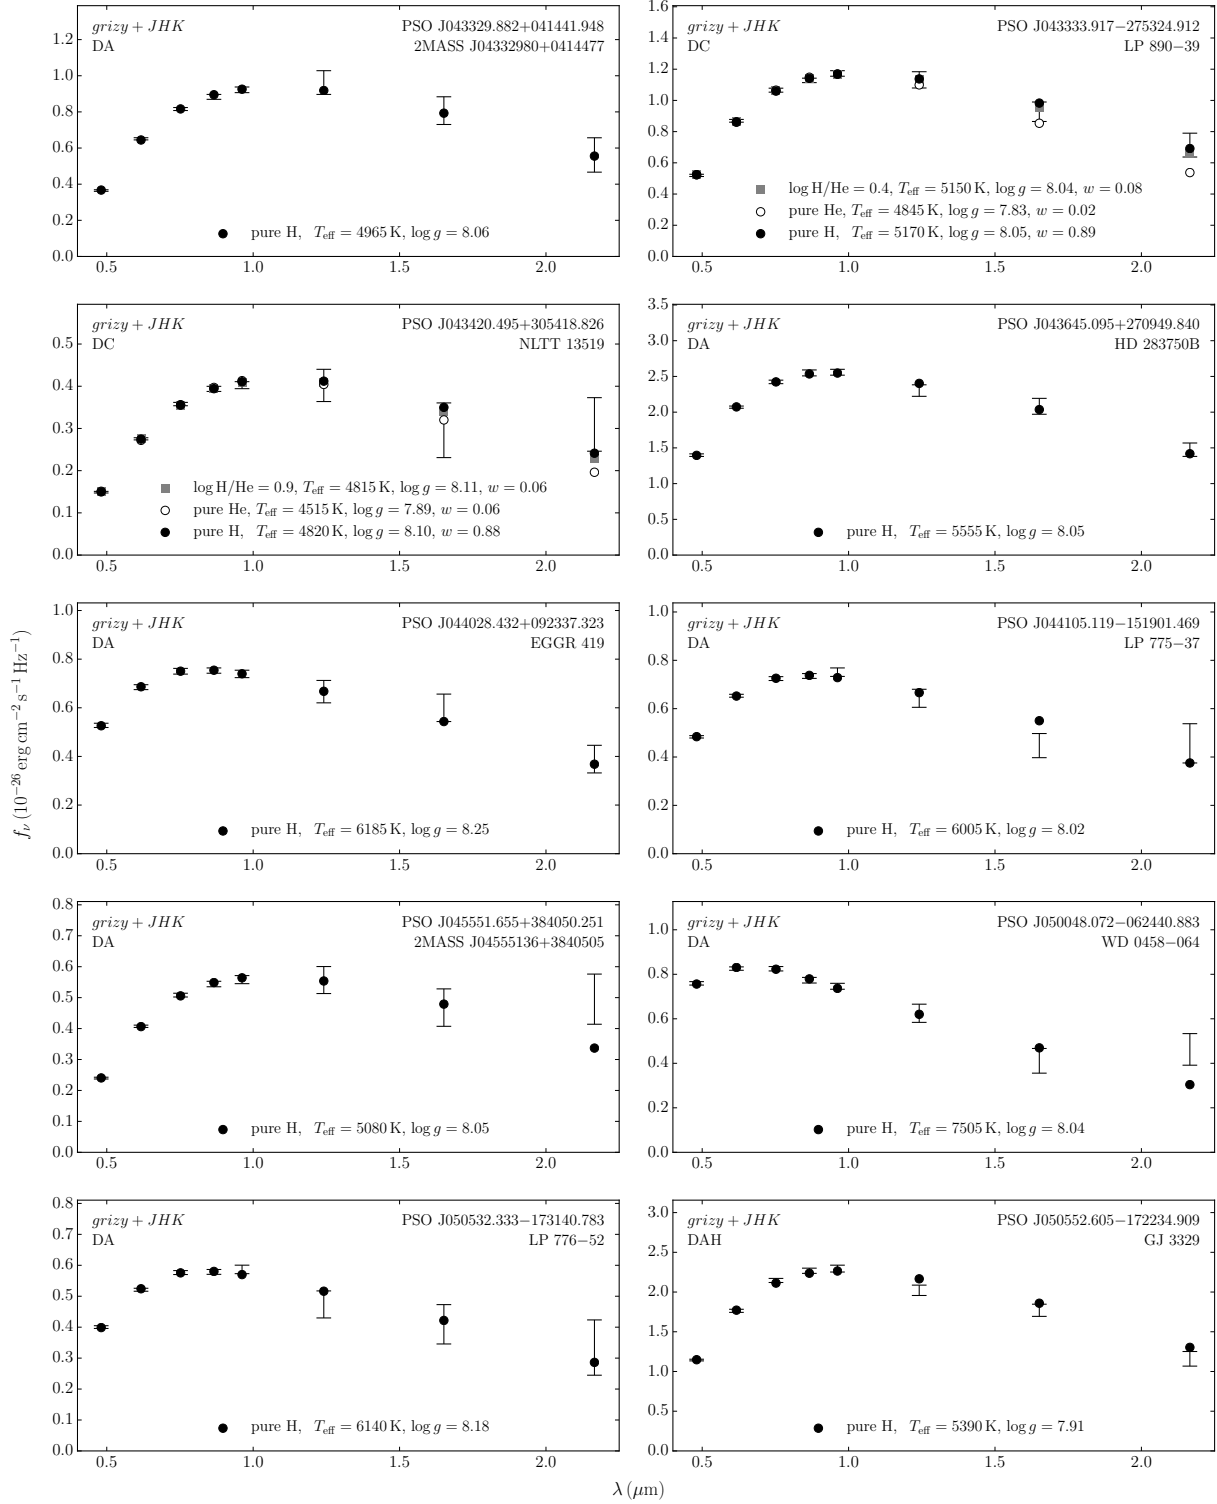 grizy + JHK
DA
PSO J043329.882+041441.948
2MASS J04332980+0414477
pure H, T_eff = 4965 K, log g = 8.06
0.0
0.2
0.4
0.6
0.8
1.0
1.2
0.5
1.0
1.5
2.0
grizy + JHK
DC
PSO J043333.917−275324.912
LP 890−39
log H/He = 0.4, T_eff = 5150 K, log g = 8.04, w = 0.08
pure He, T_eff = 4845 K, log g = 7.83, w = 0.02
pure H, T_eff = 5170 K, log g = 8.05, w = 0.89
0.0
0.2
0.4
0.6
0.8
1.0
1.2
1.4
1.6
0.5
1.0
1.5
2.0
grizy + JHK
DC
PSO J043420.495+305418.826
NLTT 13519
log H/He = 0.9, T_eff = 4815 K, log g = 8.11, w = 0.06
pure He, T_eff = 4515 K, log g = 7.89, w = 0.06
pure H, T_eff = 4820 K, log g = 8.10, w = 0.88
0.0
0.1
0.2
0.3
0.4
0.5
0.5
1.0
1.5
2.0
grizy + JHK
DA
PSO J043645.095+270949.840
HD 283750B
pure H, T_eff = 5555 K, log g = 8.05
0.0
0.5
1.0
1.5
2.0
2.5
3.0
3.5
0.5
1.0
1.5
2.0
grizy + JHK
DA
PSO J044028.432+092337.323
EGGR 419
pure H, T_eff = 6185 K, log g = 8.25
0.0
0.2
0.4
0.6
0.8
1.0
0.5
1.0
1.5
2.0
grizy + JHK
DA
PSO J044105.119−151901.469
LP 775−37
pure H, T_eff = 6005 K, log g = 8.02
0.0
0.2
0.4
0.6
0.8
1.0
0.5
1.0
1.5
2.0
f_ν (10⁻²⁶ erg cm⁻² s⁻¹ Hz⁻¹)
grizy + JHK
DA
PSO J045551.655+384050.251
2MASS J04555136+3840505
pure H, T_eff = 5080 K, log g = 8.05
0.0
0.1
0.2
0.3
0.4
0.5
0.6
0.7
0.8
0.5
1.0
1.5
2.0
grizy + JHK
DA
PSO J050048.072−062440.883
WD 0458−064
pure H, T_eff = 7505 K, log g = 8.04
0.0
0.2
0.4
0.6
0.8
1.0
0.5
1.0
1.5
2.0
grizy + JHK
DA
PSO J050532.333−173140.783
LP 776−52
pure H, T_eff = 6140 K, log g = 8.18
0.0
0.1
0.2
0.3
0.4
0.5
0.6
0.7
0.8
0.5
1.0
1.5
2.0
grizy + JHK
DAH
PSO J050552.605−172234.909
GJ 3329
pure H, T_eff = 5390 K, log g = 7.91
0.0
0.5
1.0
1.5
2.0
2.5
3.0
0.5
1.0
1.5
2.0
λ (μm)